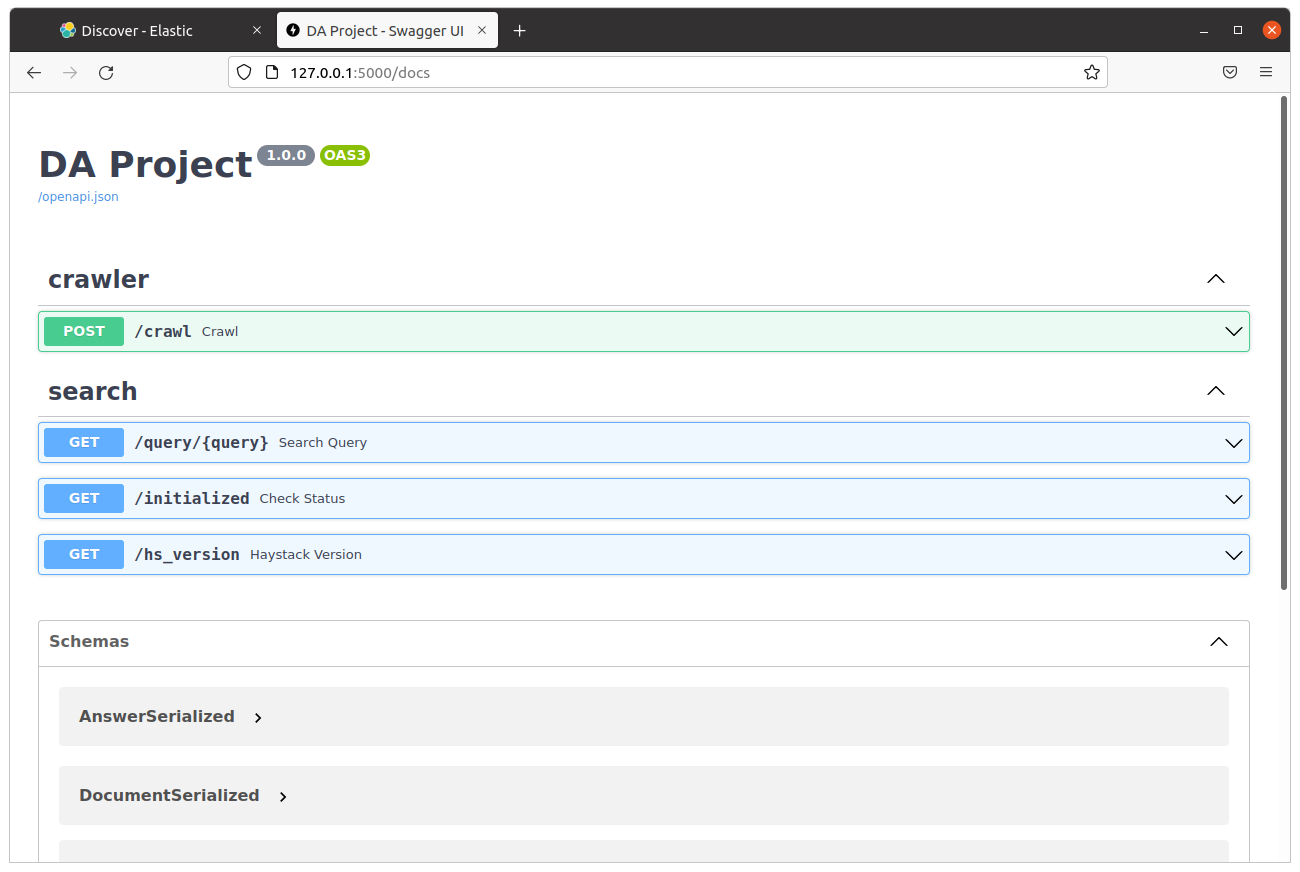 Discover - Elastic
DA Project - Swagger UI
127.0.0.1:5000/docs
DA Project 1.0.0 OAS3
/openapi.json
crawler
POST /crawl Crawl
search
GET /query/{query} Search Query
GET /initialized Check Status
GET /hs_version Haystack Version
Schemas
AnswerSerialized
DocumentSerialized